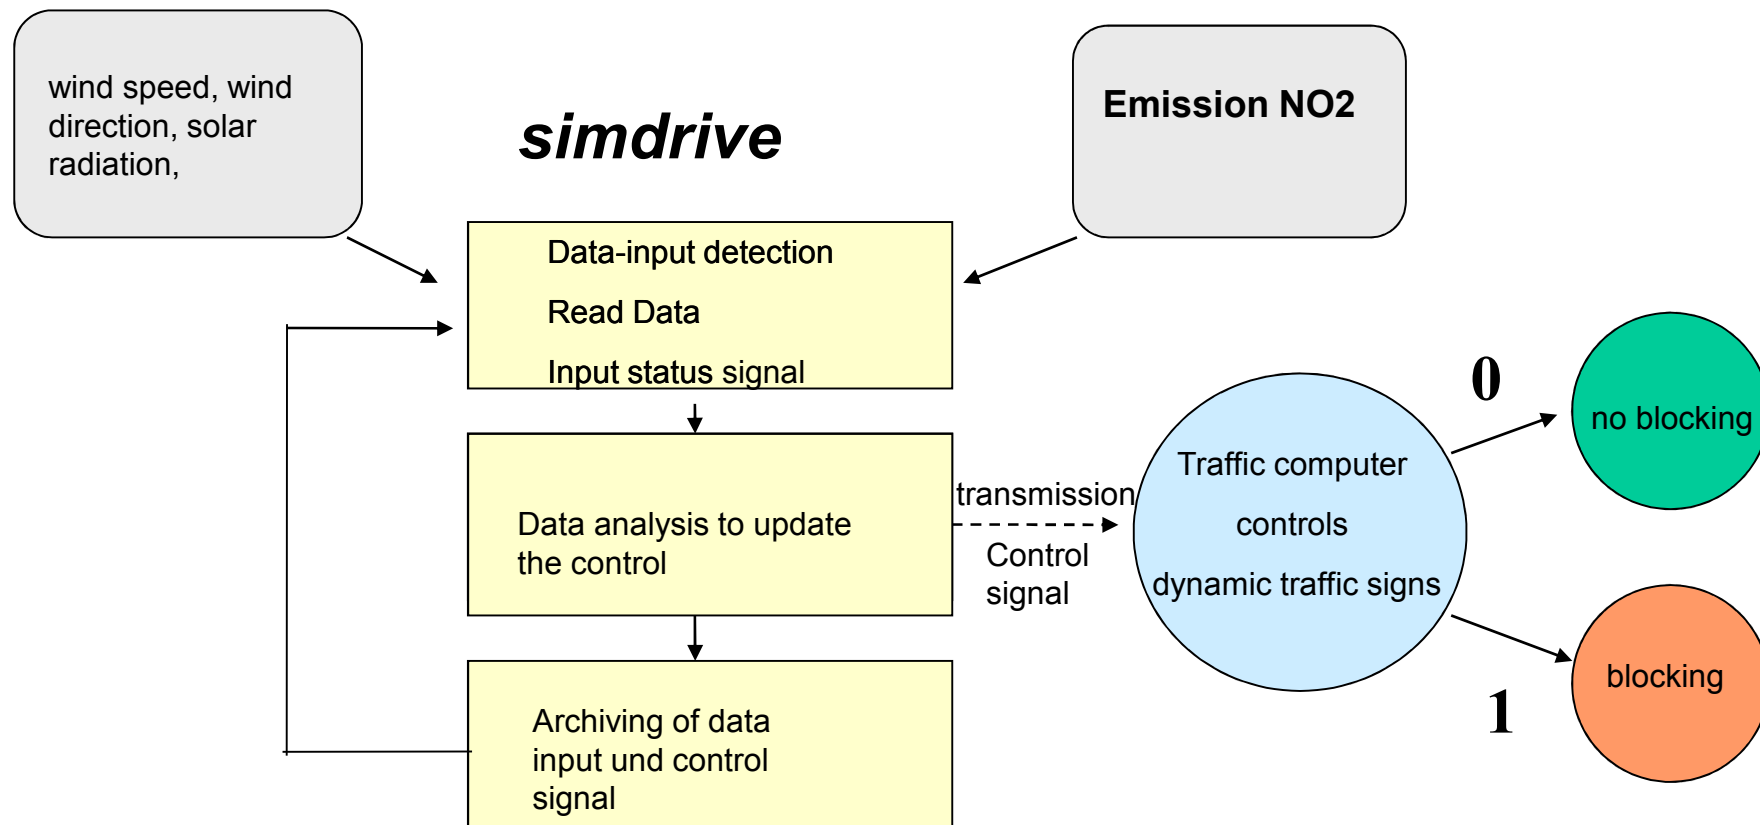 wind speed, wind
direction, solar
radiation,
simdrive
Emission NO2
Data-input detection
Read Data
Input status signal
Data analysis to update
the control
transmission
Control
signal
Archiving of data
input und control
signal
Traffic computer
controls
dynamic traffic signs
0
no blocking
1
blocking